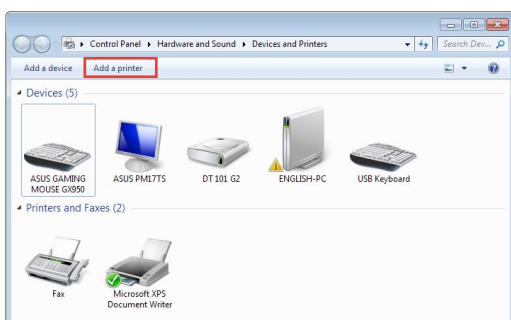 Control Panel ▸ Hardware and Sound ▸ Devices and Printers
Search Dev...
Add a device
Add a printer
Devices (5)
ASUS GAMING
MOUSE GX950
ASUS PM17TS
DT 101 G2
ENGLISH-PC
USB Keyboard
Printers and Faxes (2)
Fax
Microsoft XPS
Document Writer